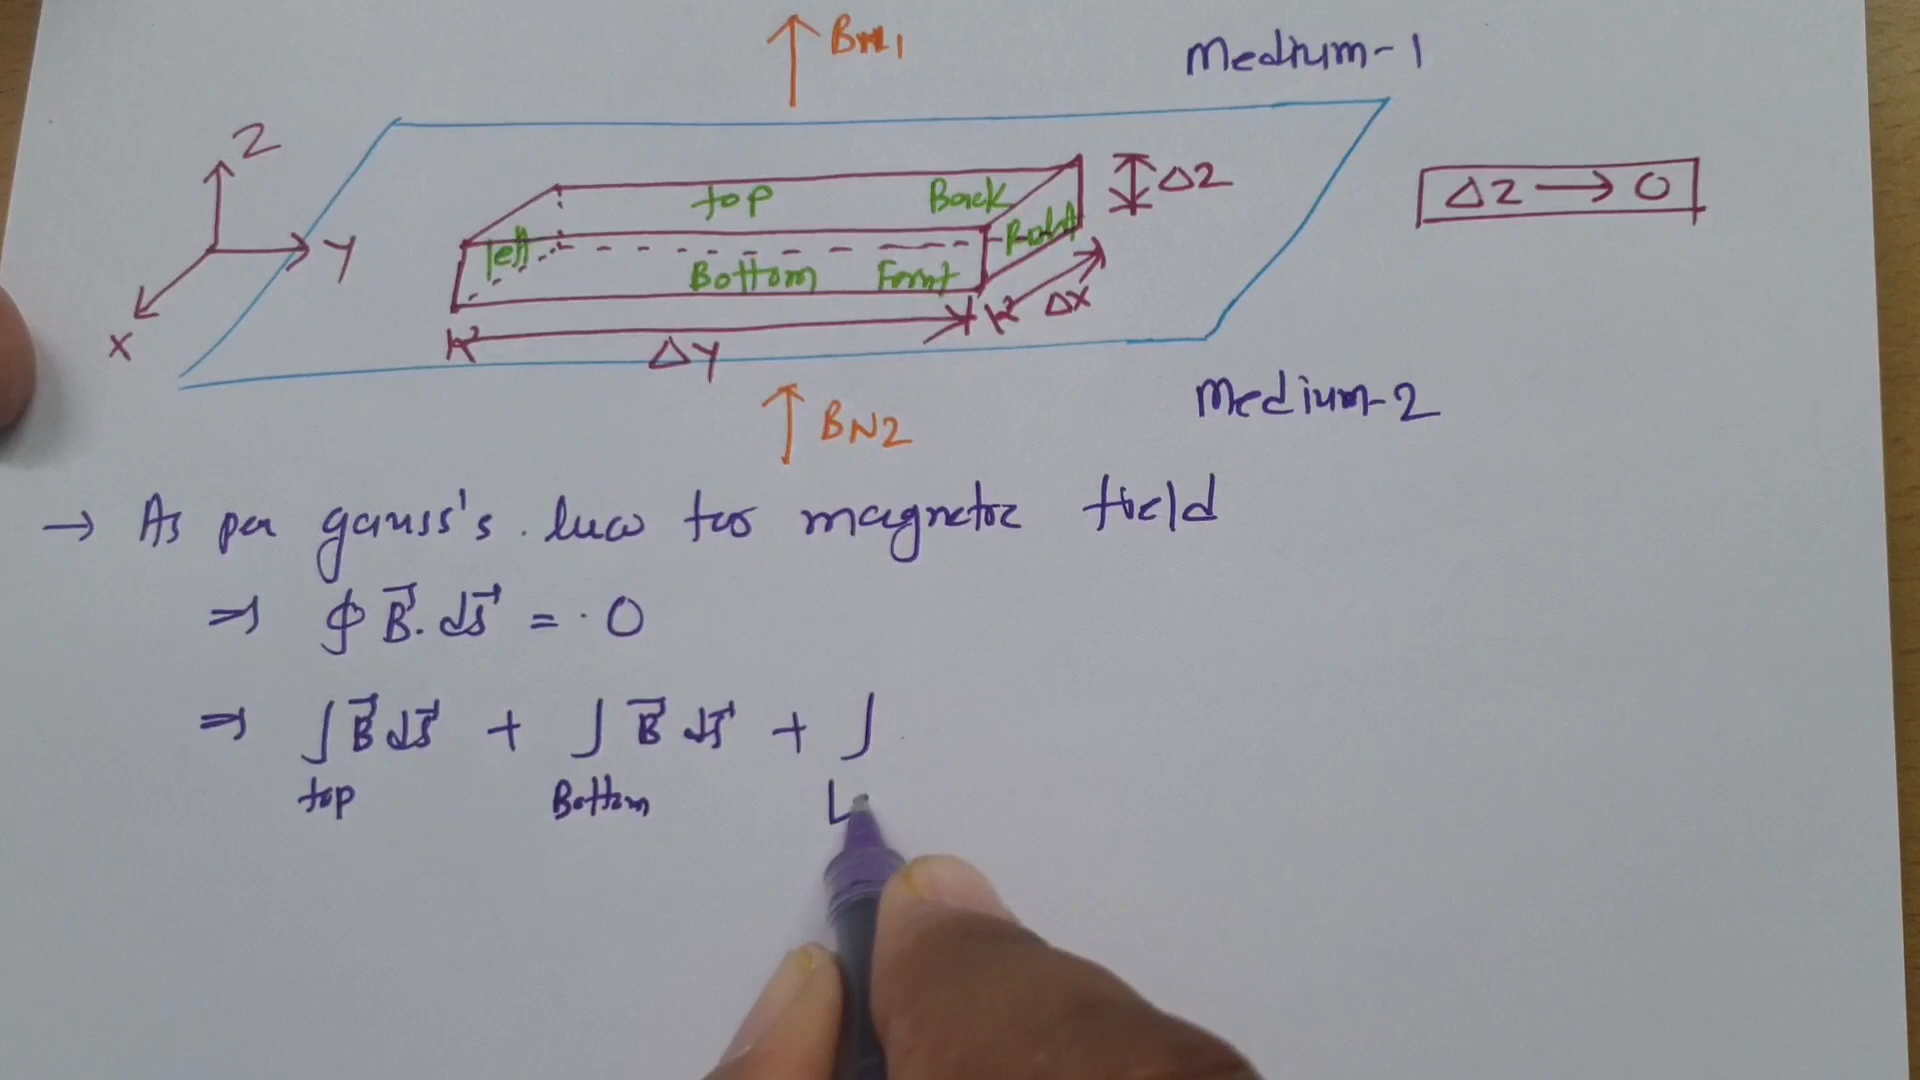 BN1
Medium-1
Z
Y
X
top
Back
left
Bottom
Front
Right
ΔZ
ΔX
ΔY
ΔZ → 0
BN2
Medium-2
→ As per gauss's. law for magnetic field
⇒ ∮ B⃗. dS⃗ = . 0
⇒ ∫ B⃗ dS⃗ + ∫ B⃗ dS⃗ + ∫
top Bottom L